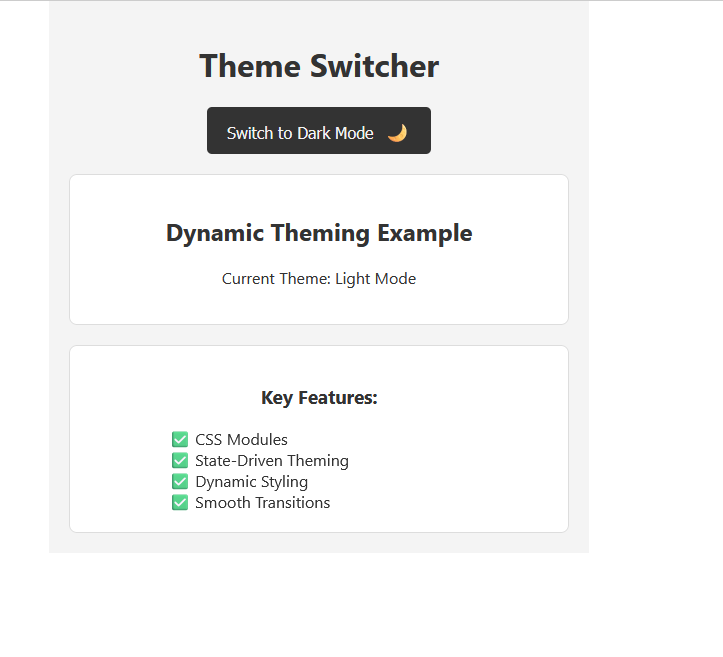 Theme Switcher
Switch to Dark Mode 🌙
Dynamic Theming Example
Current Theme: Light Mode
Key Features:
✅ CSS Modules
✅ State-Driven Theming
✅ Dynamic Styling
✅ Smooth Transitions